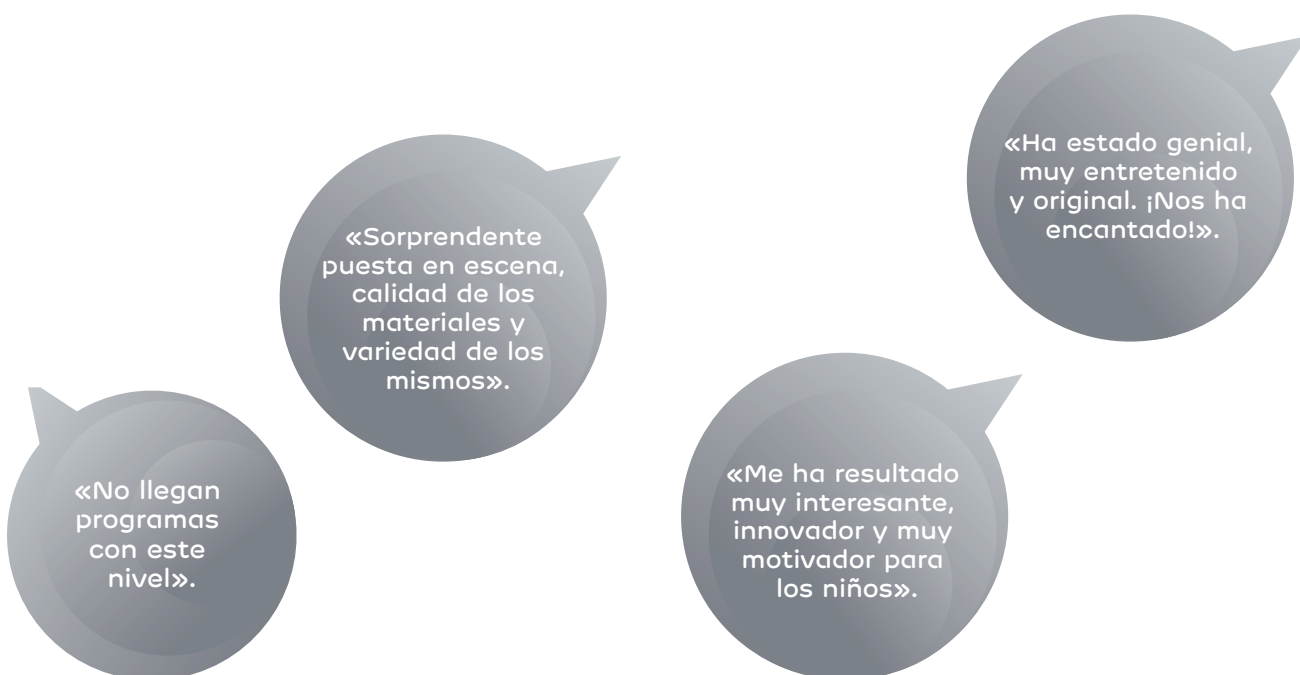 «No llegan
programas
con este
nivel».
«Sorprendente
puesta en escena,
calidad de los
materiales y
variedad de los
mismos».
«Me ha resultado
muy interesante,
innovador y muy
motivador para
los niños».
«Ha estado genial,
muy entretenido
y original. ¡Nos ha
encantado!».